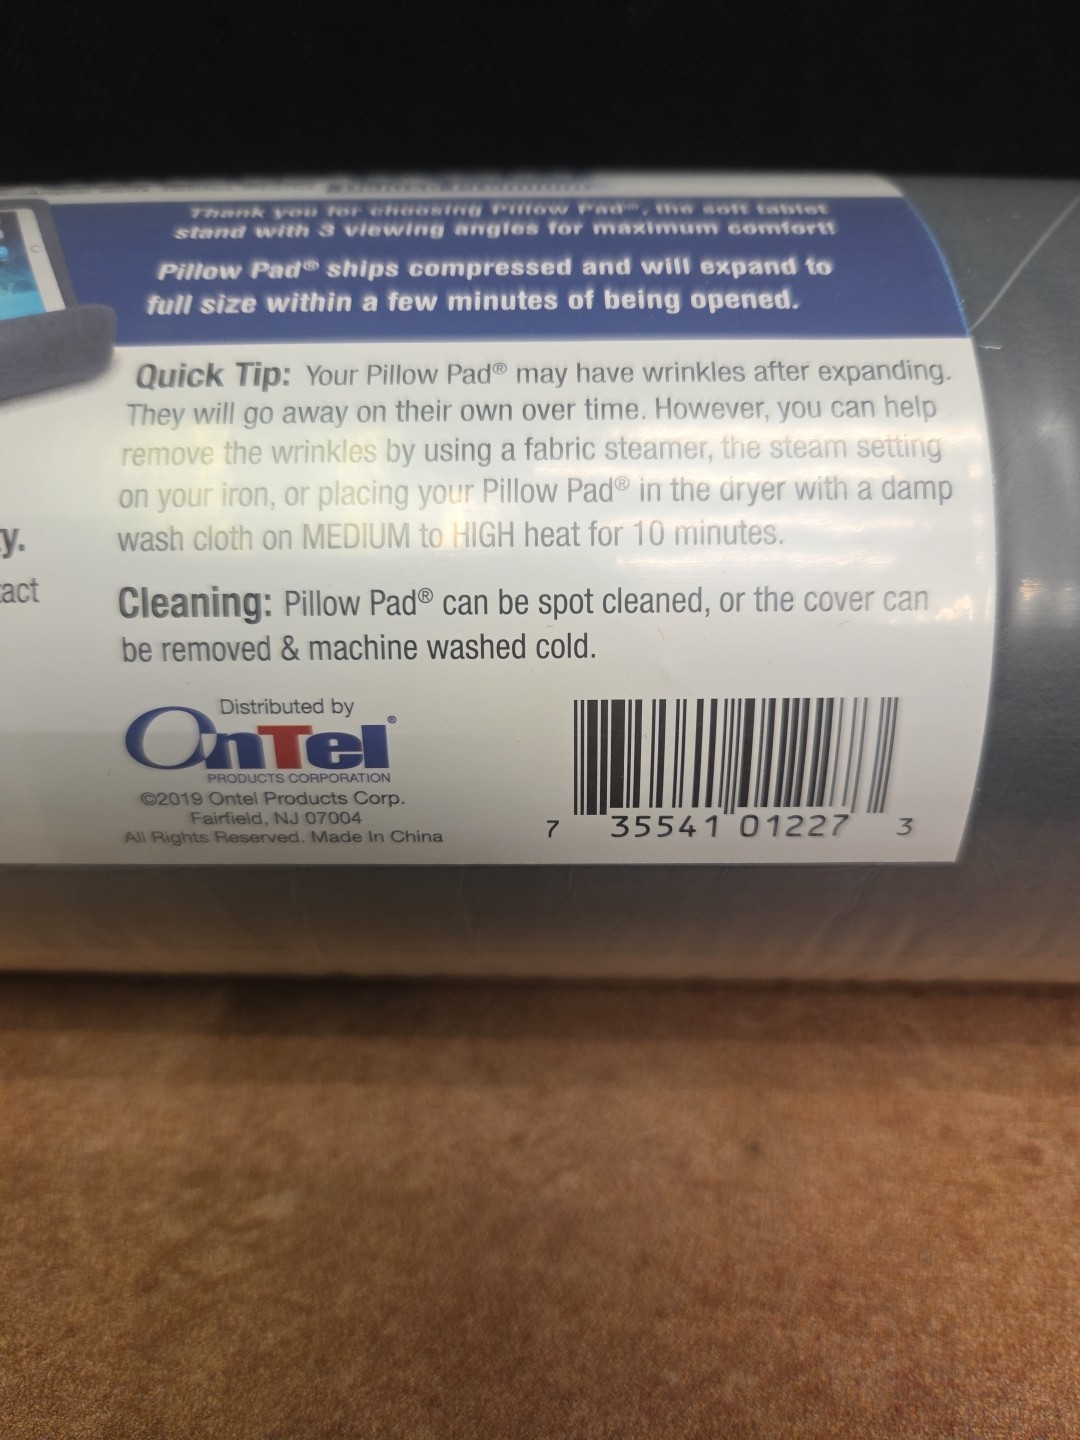 Thank you for choosing Pillow Pad™, the soft tablet
stand with 3 viewing angles for maximum comfort!
Pillow Pad® ships compressed and will expand to
full size within a few minutes of being opened.
Quick Tip: Your Pillow Pad® may have wrinkles after expanding.
They will go away on their own over time. However, you can help
remove the wrinkles by using a fabric steamer, the steam setting
on your iron, or placing your Pillow Pad® in the dryer with a damp
wash cloth on MEDIUM to HIGH heat for 10 minutes.
y.
act
Cleaning: Pillow Pad® can be spot cleaned, or the cover can
be removed & machine washed cold.
Distributed by
OnTel®
PRODUCTS CORPORATION
©2019 Ontel Products Corp.
Fairfield, NJ 07004
All Rights Reserved. Made In China
7 35541 01227 3